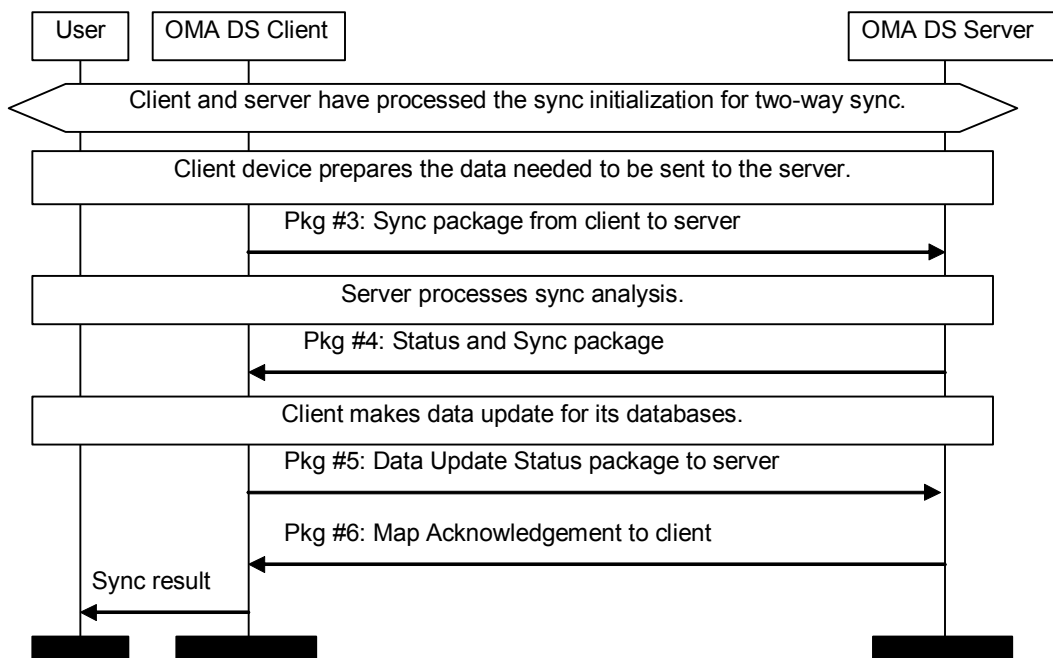 User
OMA DS Client
OMA DS Server
Client and server have processed the sync initialization for two-way sync.
Client device prepares the data needed to be sent to the server.
Pkg #3: Sync package from client to server
Server processes sync analysis.
Pkg #4: Status and Sync package
Client makes data update for its databases.
Pkg #5: Data Update Status package to server
Pkg #6: Map Acknowledgement to client
Sync result